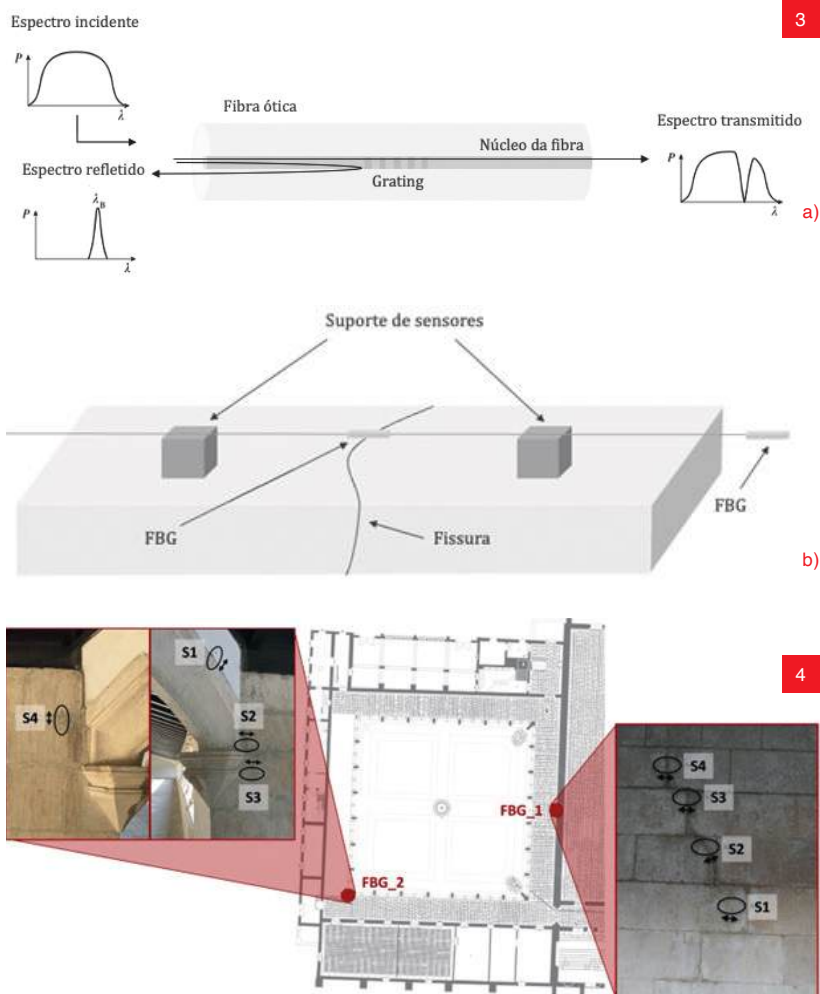 3
Espectro incidente
P
λ
Fibra ótica
Espectro transmitido
Núcleo da fibra
P
λ
Espectro refletido
Grating
λB
P
λ
a)
Suporte de sensores
FBG
Fissura
FBG
b)
4
S1
S4
S2
S3
S4
S3
FBG_1
S2
FBG_2
S1